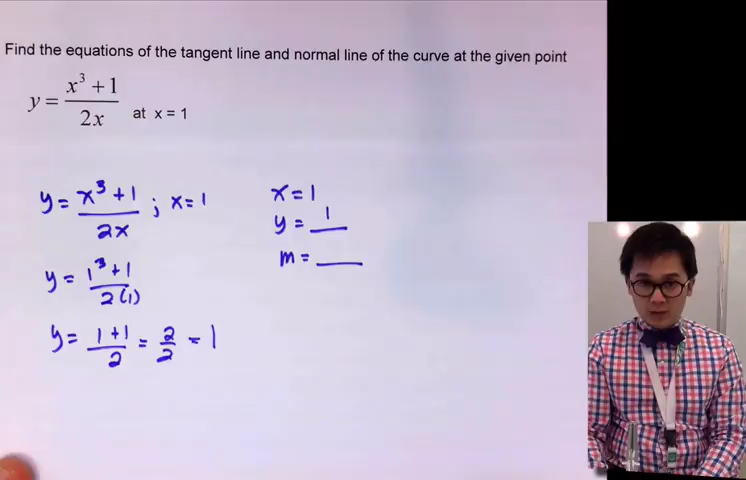 Find the equations of the tangent line and normal line of the curve at the given point
y = (x³ + 1)/(2x) at x = 1
y = (x³ + 1)/(2x) ; x = 1
y = (1³ + 1)/(2(1))
y = (1 + 1)/2 = 2/2 = 1
x = 1
y = 1
m = ___